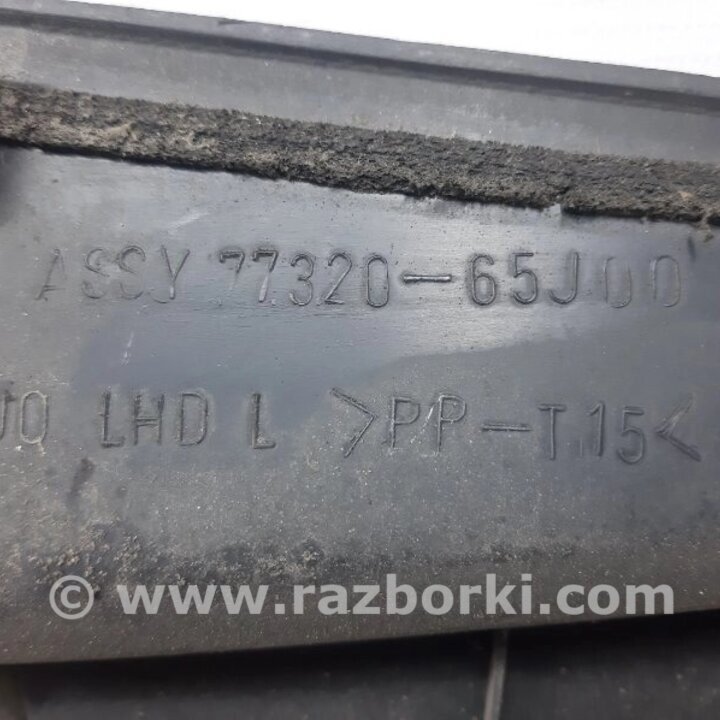 ASSY 77320-65J00
LHD L >PP-T15<
© www.razborki.com